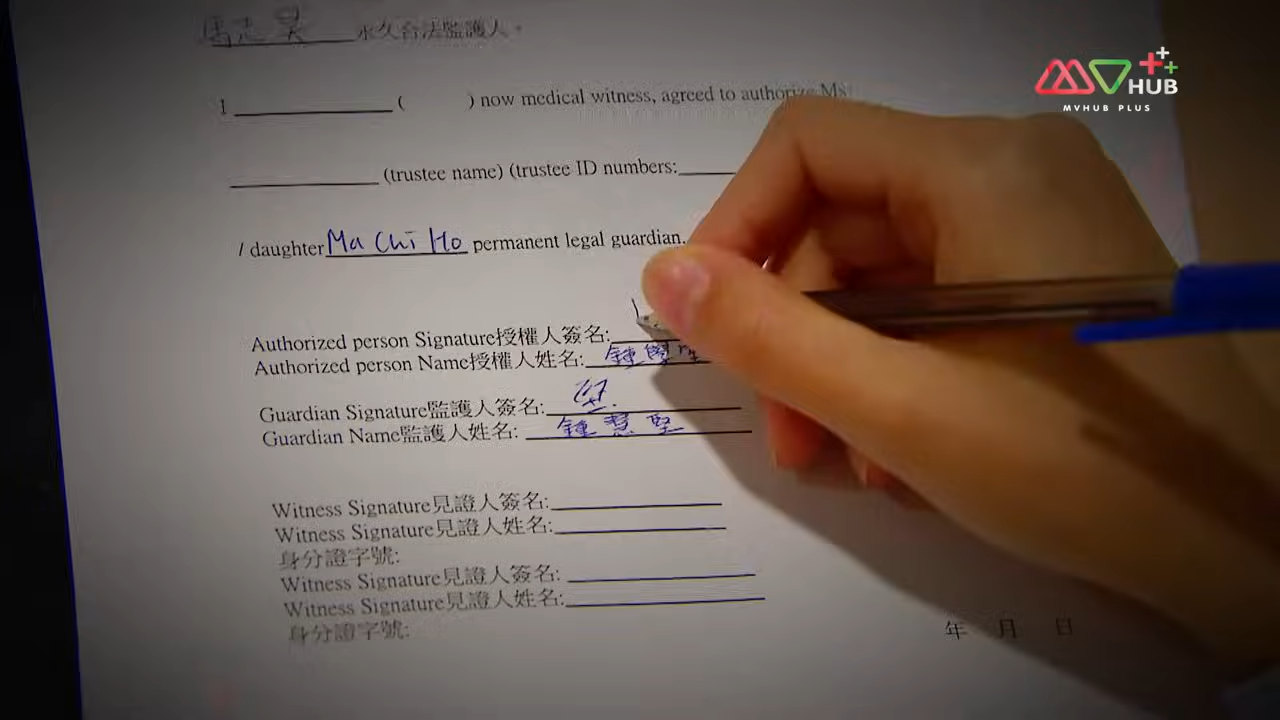 馬志昊 永久合法監護人。
I ( ) now medical witness, agreed to authorize Ms
(trustee name) (trustee ID numbers:
/ daughter Ma Chi Ho permanent legal guardian.
Authorized person Signature授權人簽名:
Authorized person Name授權人姓名: 鍾慧
Guardian Signature監護人簽名:
Guardian Name監護人姓名: 鍾慧堅
Witness Signature見證人簽名:
Witness Signature見證人姓名:
身分證字號:
Witness Signature見證人簽名:
Witness Signature見證人姓名:
身分證字號:
年 月 日
HUB
MVHUB PLUS